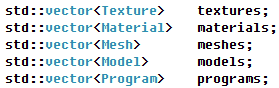 std::vector<Texture> textures;
std::vector<Material> materials;
std::vector<Mesh> meshes;
std::vector<Model> models;
std::vector<Program> programs;